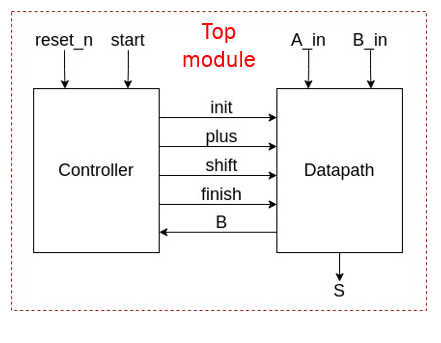 Top
module
reset_n
start
A_in
B_in
init
plus
shift
finish
B
Controller
Datapath
S